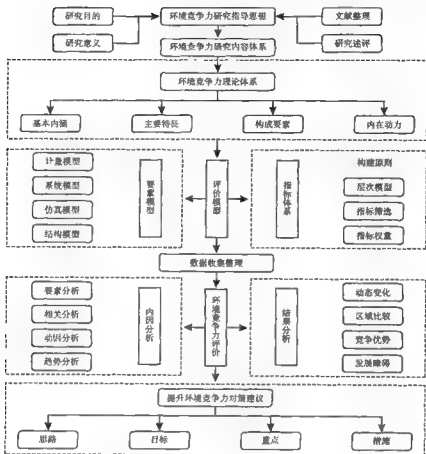 研究目的
环境竞争力研究指导思想
文献整理
研究意义
环境竞争力研究内容体系
研究述评
环境竞争力理论体系
基本内涵
主要特征
构成要素
内在动力
计量模型
系统模型
仿真模型
结构模型
要素模型
评价模型
指标体系
构建原则
层次模型
指标筛选
指标权重
数据收集整理
要素分析
相关分析
动因分析
趋势分析
内因分析
环境竞争力评价
结果分析
动态变化
区域比较
竞争优势
发展障碍
提升环境竞争力对策建议
思路
目标
重点
措施